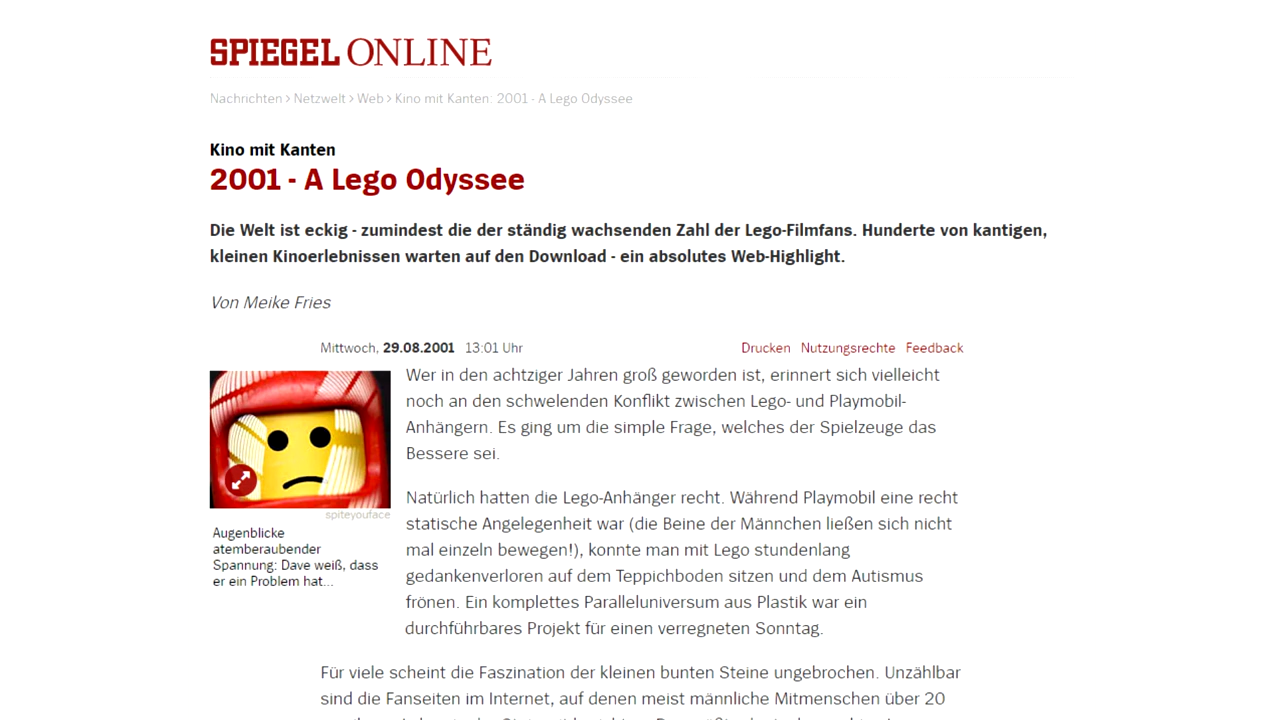 SPIEGEL ONLINE
Nachrichten > Netzwelt > Web > Kino mit Kanten: 2001 - A Lego Odyssee
Kino mit Kanten
2001 - A Lego Odyssee
Die Welt ist eckig - zumindest die der ständig wachsenden Zahl der Lego-Filmfans. Hunderte von kantigen,
kleinen Kinoerlebnissen warten auf den Download - ein absolutes Web-Highlight.
Von Meike Fries
Mittwoch, 29.08.2001 13:01 Uhr
Drucken Nutzungsrechte Feedback
spiteyouface
Augenblicke
atemberaubender
Spannung: Dave weiß, dass
er ein Problem hat...
Wer in den achtziger Jahren groß geworden ist, erinnert sich vielleicht
noch an den schwelenden Konflikt zwischen Lego- und Playmobil-
Anhängern. Es ging um die simple Frage, welches der Spielzeuge das
Bessere sei.
Natürlich hatten die Lego-Anhänger recht. Während Playmobil eine recht
statische Angelegenheit war (die Beine der Männchen ließen sich nicht
mal einzeln bewegen!), konnte man mit Lego stundenlang
gedankenverloren auf dem Teppichboden sitzen und dem Autismus
frönen. Ein komplettes Paralleluniversum aus Plastik war ein
durchführbares Projekt für einen verregneten Sonntag.
Für viele scheint die Faszination der kleinen bunten Steine ungebrochen. Unzählbar
sind die Fanseiten im Internet, auf denen meist männliche Mitmenschen über 20